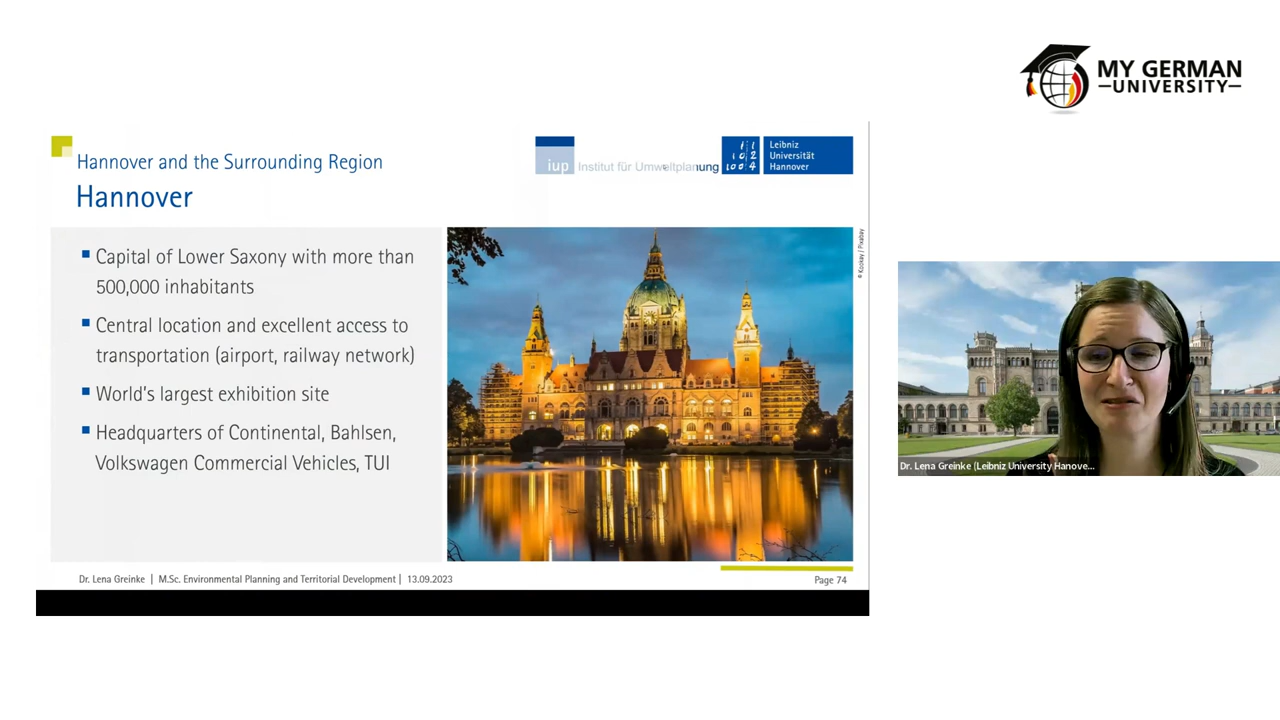 MY GERMAN
UNIVERSITY
Hannover and the Surrounding Region
Hannover
iup Institut für Umweltplanung
Leibniz
Universität
Hannover
▪ Capital of Lower Saxony with more than
500,000 inhabitants
▪ Central location and excellent access to
transportation (airport, railway network)
▪ World's largest exhibition site
▪ Headquarters of Continental, Bahlsen,
Volkswagen Commercial Vehicles, TUI
© Kookay / Pixabay
Dr. Lena Greinke (Leibniz University Hanove...
Dr. Lena Greinke | M.Sc. Environmental Planning and Territorial Development | 13.09.2023
Page 74